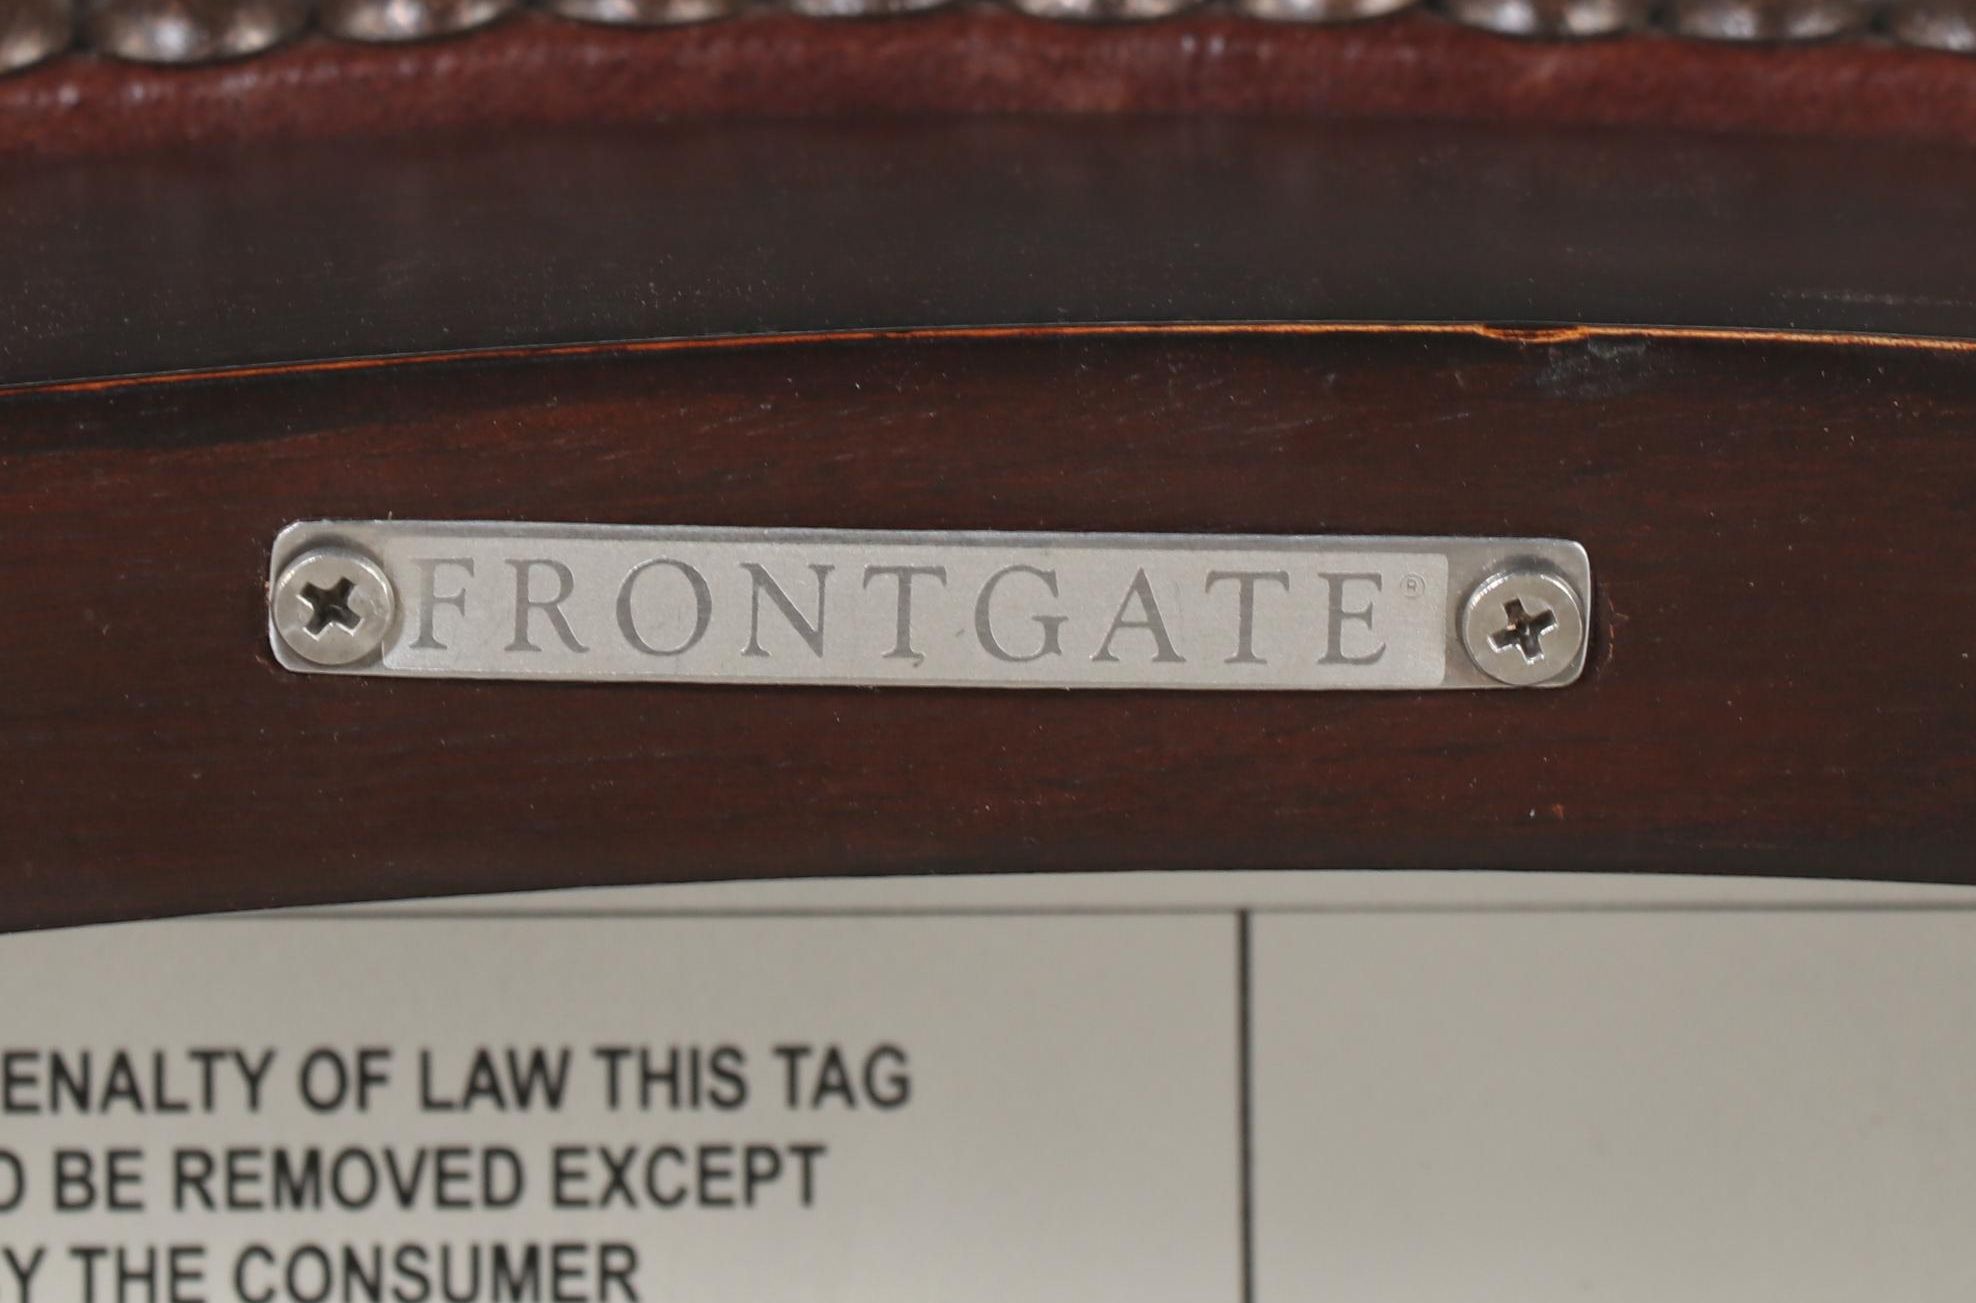 FRONTGATE®
ENALTY OF LAW THIS TAG
O BE REMOVED EXCEPT
Y THE CONSUMER